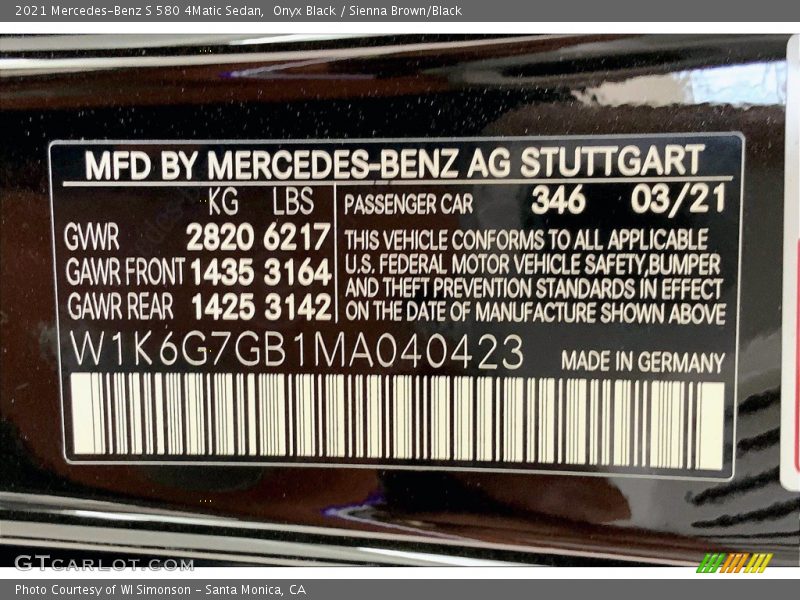 2021 Mercedes-Benz S 580 4Matic Sedan, Onyx Black / Sienna Brown/Black
MFD BY MERCEDES-BENZ AG STUTTGART
KG LBS
GVWR 2820 6217
GAWR FRONT 1435 3164
GAWR REAR 1425 3142
PASSENGER CAR 346 03/21
THIS VEHICLE CONFORMS TO ALL APPLICABLE
U.S. FEDERAL MOTOR VEHICLE SAFETY,BUMPER
AND THEFT PREVENTION STANDARDS IN EFFECT
ON THE DATE OF MANUFACTURE SHOWN ABOVE
W1K6G7GB1MA040423
MADE IN GERMANY
GTCARLOT.COM
Photo Courtesy of WI Simonson - Santa Monica, CA